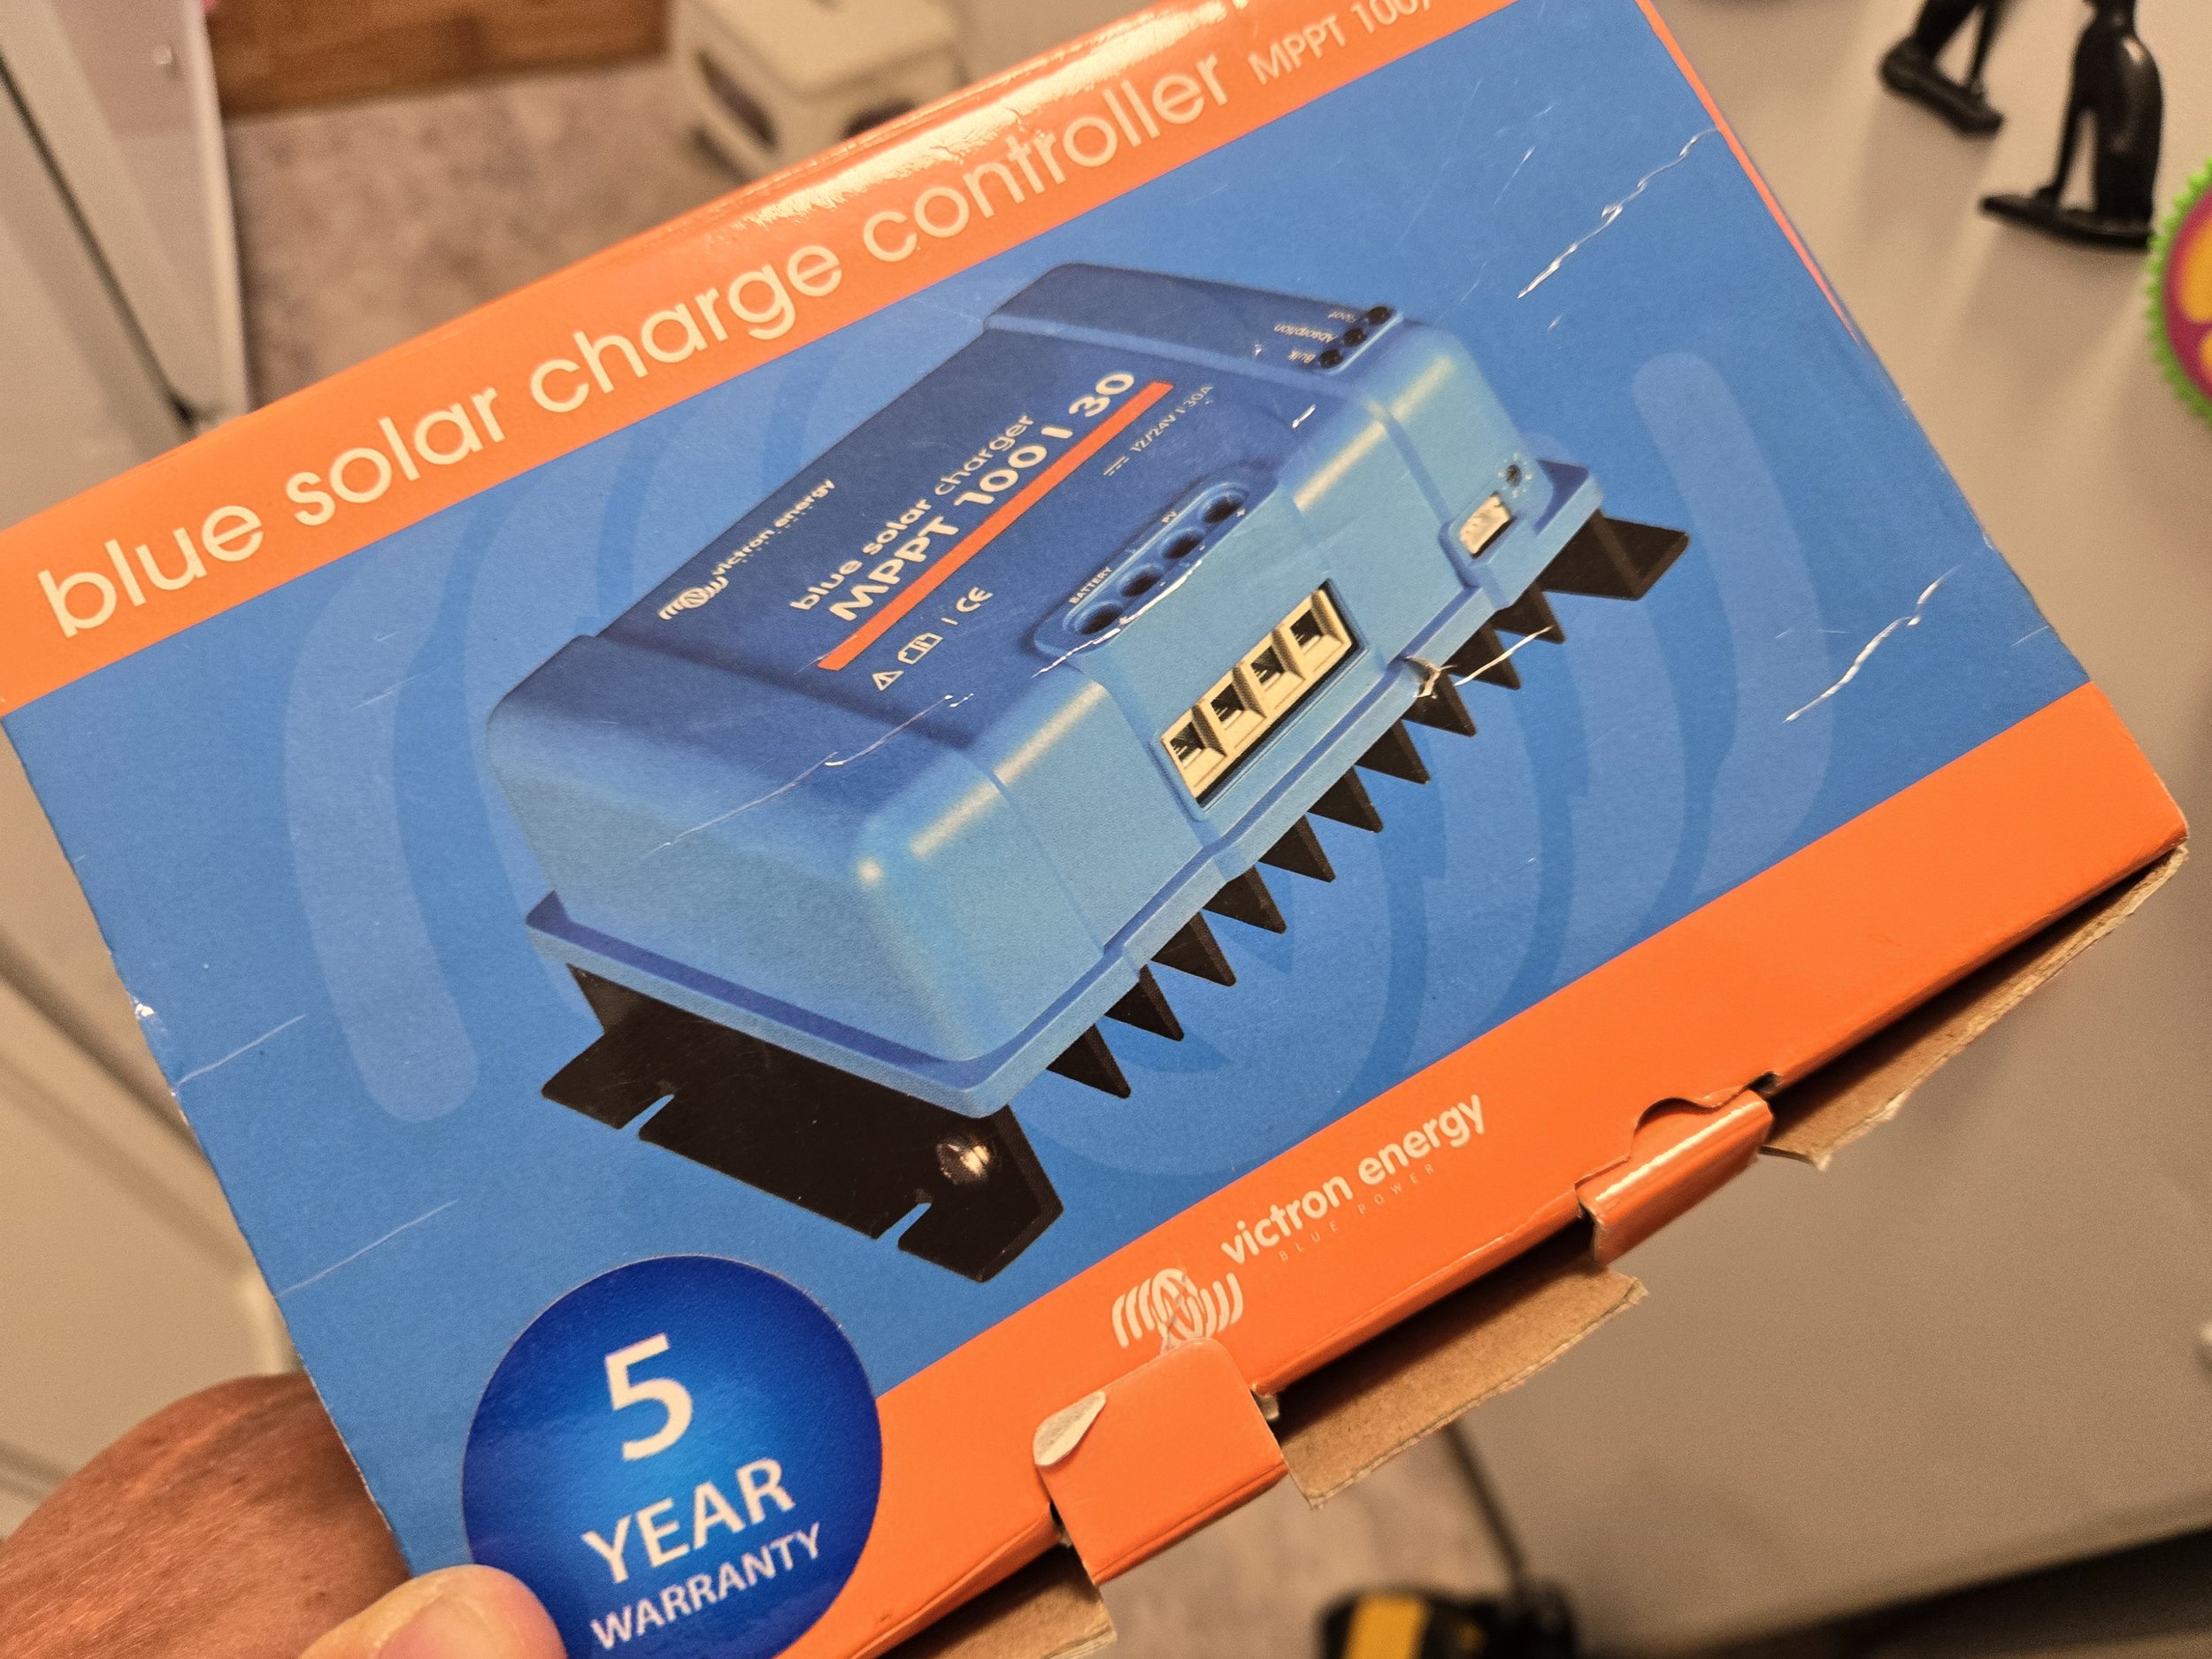 blue solar charge controller MPPT 100/
Float
Absorption
Bulk
victron energy
blue solar charger
MPPT 100 | 30
12/24V | 30A
CE
BATTERY
PV
+
victron energy
BLUE POWER
5
YEAR
WARRANTY